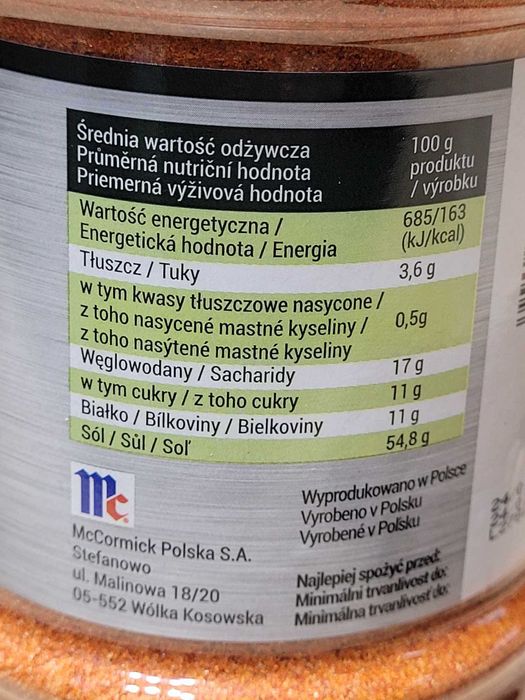 Średnia wartość odżywcza
Průměrná nutriční hodnota
Priemerná výživová hodnota
100 g
produktu
/ výrobku
Wartość energetyczna /
Energetická hodnota / Energia
685/163
(kJ/kcal)
Tłuszcz / Tuky
3,6 g
w tym kwasy tłuszczowe nasycone /
z toho nasycené mastné kyseliny /
z toho nasýtené mastné kyseliny
0,5g
Węglowodany / Sacharidy
17 g
w tym cukry / z toho cukry
11 g
Białko / Bílkoviny / Bielkoviny
11 g
Sól / Sůl / Soľ
54,8 g
Mc
McCormick Polska S.A.
Stefanowo
ul. Malinowa 18/20
05-552 Wólka Kosowska
Wyprodukowano w Polsce
Vyrobeno v Polsku
Vyrobené v Poľsku
Najlepiej spożyć przed:
Minimální trvanlivost do:
Minimálna trvanlivosť do: